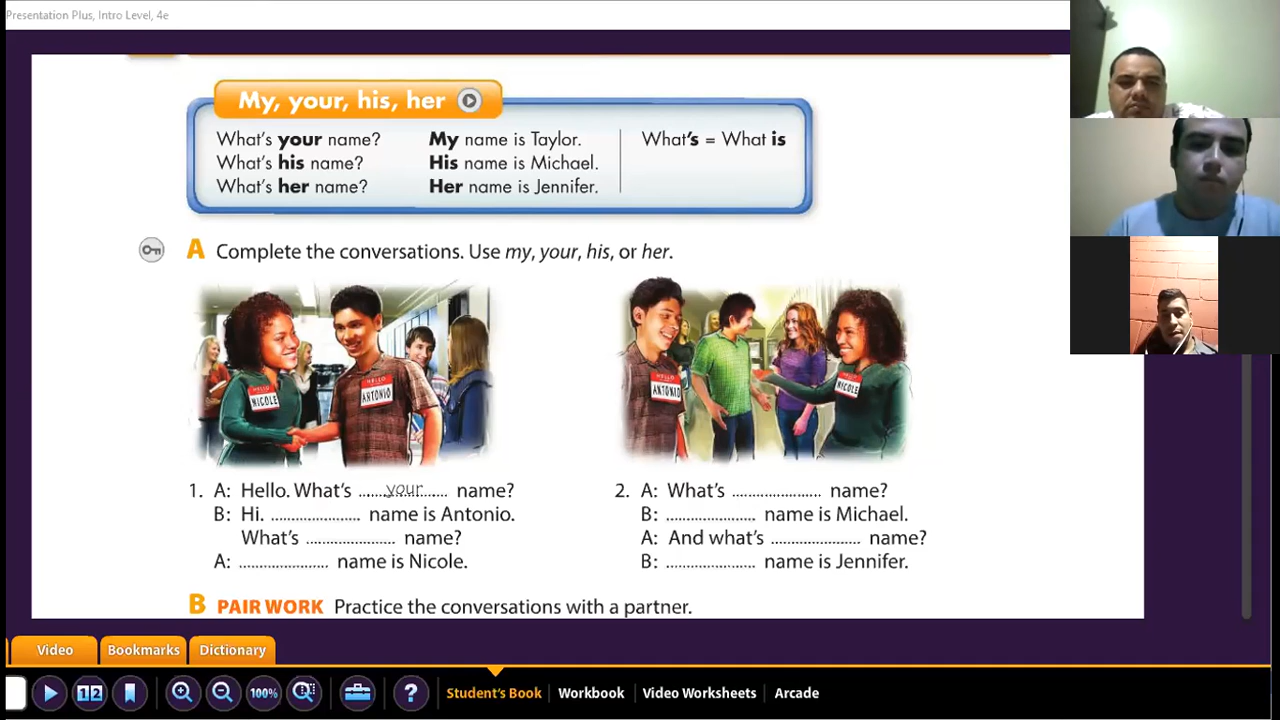 Presentation Plus, Intro Level, 4e
My, your, his, her
What's your name? My name is Taylor. What's = What is
What's his name? His name is Michael.
What's her name? Her name is Jennifer.
A Complete the conversations. Use my, your, his, or her.
HELLO NICOLE
HELLO ANTONIO
HELLO ANTONIO
HELLO NICOLE
1. A: Hello. What's ......your...... name?
B: Hi. ...................... name is Antonio.
What's ...................... name?
A: ...................... name is Nicole.
2. A: What's ...................... name?
B: ...................... name is Michael.
A: And what's ...................... name?
B: ...................... name is Jennifer.
B PAIR WORK Practice the conversations with a partner.
Video Bookmarks Dictionary
1 2 100% ? Student's Book Workbook Video Worksheets Arcade